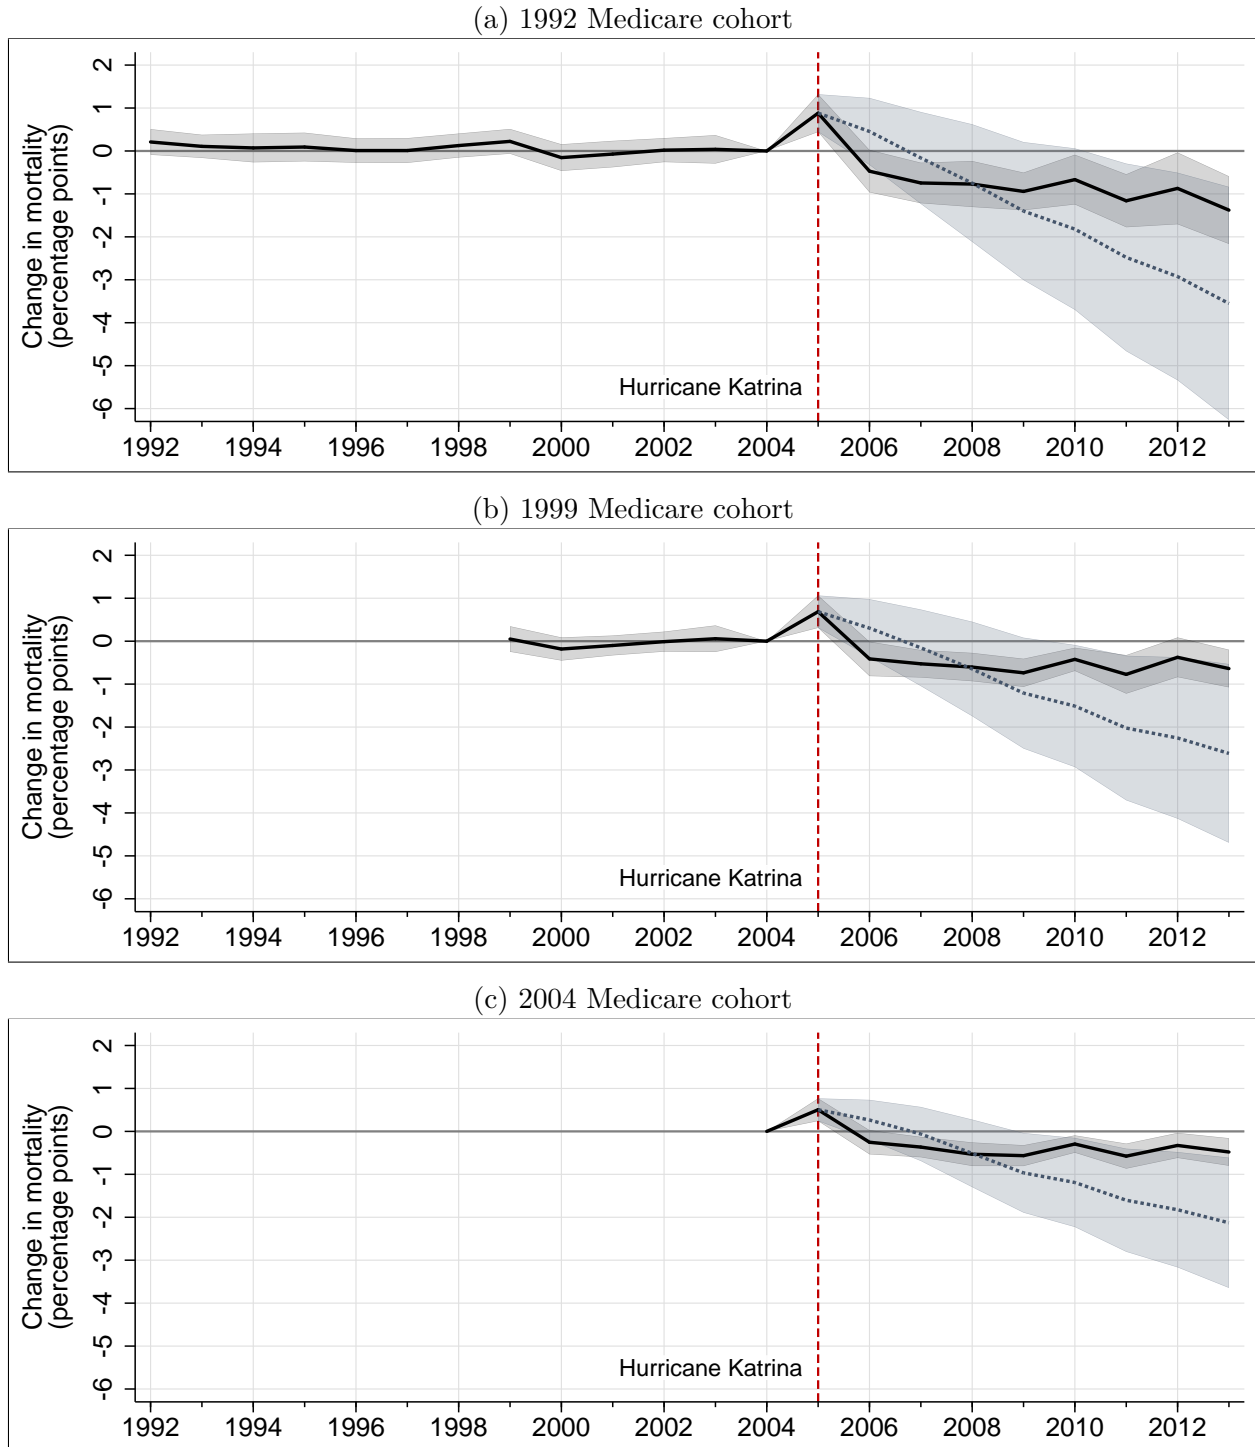 (a) 1992 Medicare cohort
2
1
0
-1
-2
-3
-4
-5
-6
Change in mortality
(percentage points)
Hurricane Katrina
1992 1994 1996 1998 2000 2002 2004 2006 2008 2010 2012
(b) 1999 Medicare cohort
2
1
0
-1
-2
-3
-4
-5
-6
Change in mortality
(percentage points)
Hurricane Katrina
1992 1994 1996 1998 2000 2002 2004 2006 2008 2010 2012
(c) 2004 Medicare cohort
2
1
0
-1
-2
-3
-4
-5
-6
Change in mortality
(percentage points)
Hurricane Katrina
1992 1994 1996 1998 2000 2002 2004 2006 2008 2010 2012